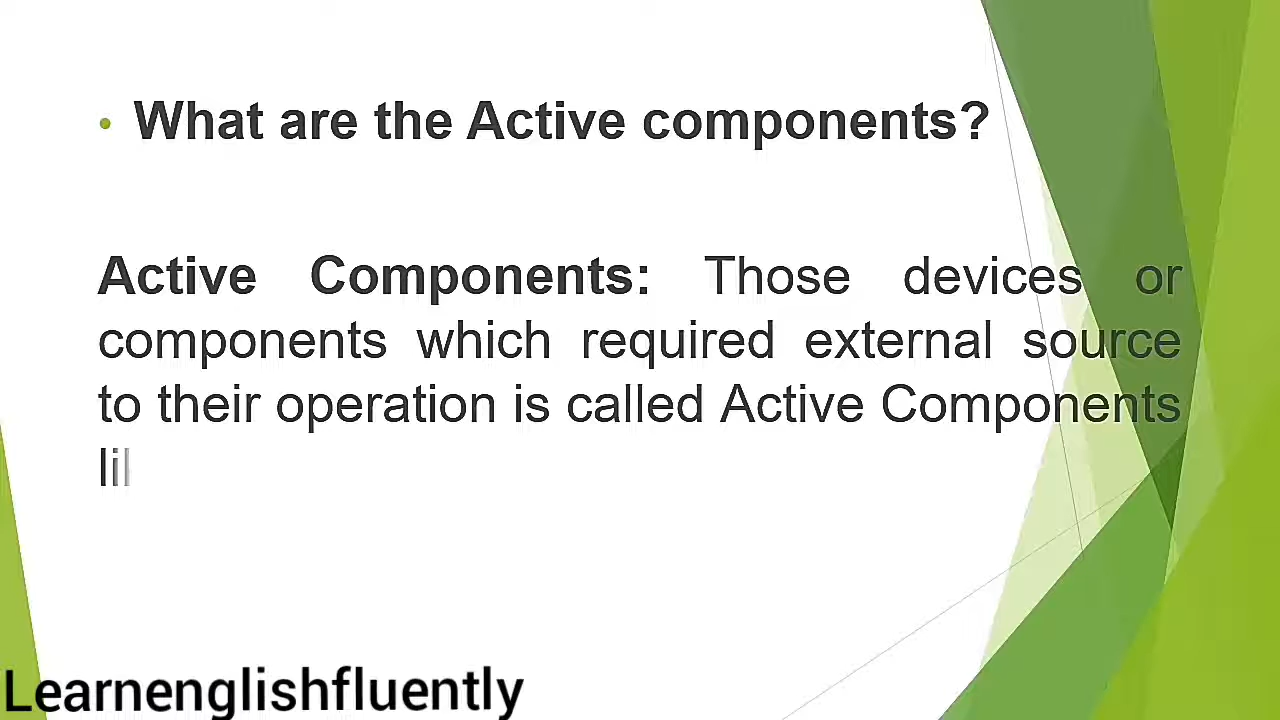 • What are the Active components?
Active Components: Those devices or
components which required external source
to their operation is called Active Components
Learnenglishfluently